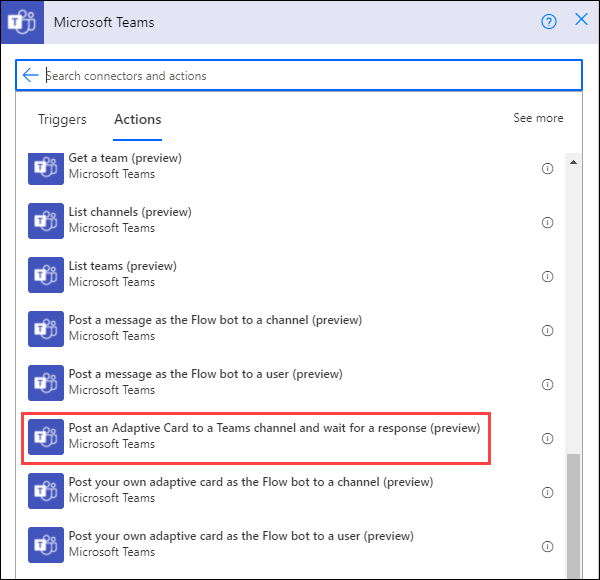 Microsoft Teams
Search connectors and actions
Triggers Actions See more
Get a team (preview)
Microsoft Teams
List channels (preview)
Microsoft Teams
List teams (preview)
Microsoft Teams
Post a message as the Flow bot to a channel (preview)
Microsoft Teams
Post a message as the Flow bot to a user (preview)
Microsoft Teams
Post an Adaptive Card to a Teams channel and wait for a response (preview)
Microsoft Teams
Post your own adaptive card as the Flow bot to a channel (preview)
Microsoft Teams
Post your own adaptive card as the Flow bot to a user (preview)
Microsoft Teams